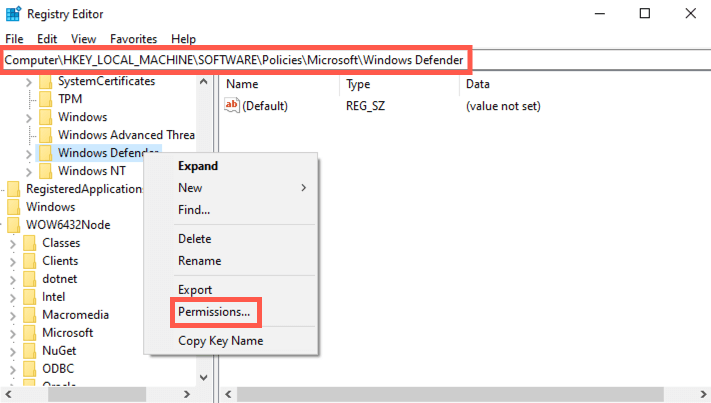 Registry Editor
File Edit View Favorites Help
Computer\HKEY_LOCAL_MACHINE\SOFTWARE\Policies\Microsoft\Windows Defender
SystemCertificates
TPM
Windows
Windows Advanced Threa
Windows Defender
Windows NT
RegisteredApplications
Windows
WOW6432Node
Classes
Clients
dotnet
Intel
Macromedia
Microsoft
NuGet
ODBC
Name Type Data
ab (Default) REG_SZ (value not set)
Expand
New
Find...
Delete
Rename
Export
Permissions...
Copy Key Name